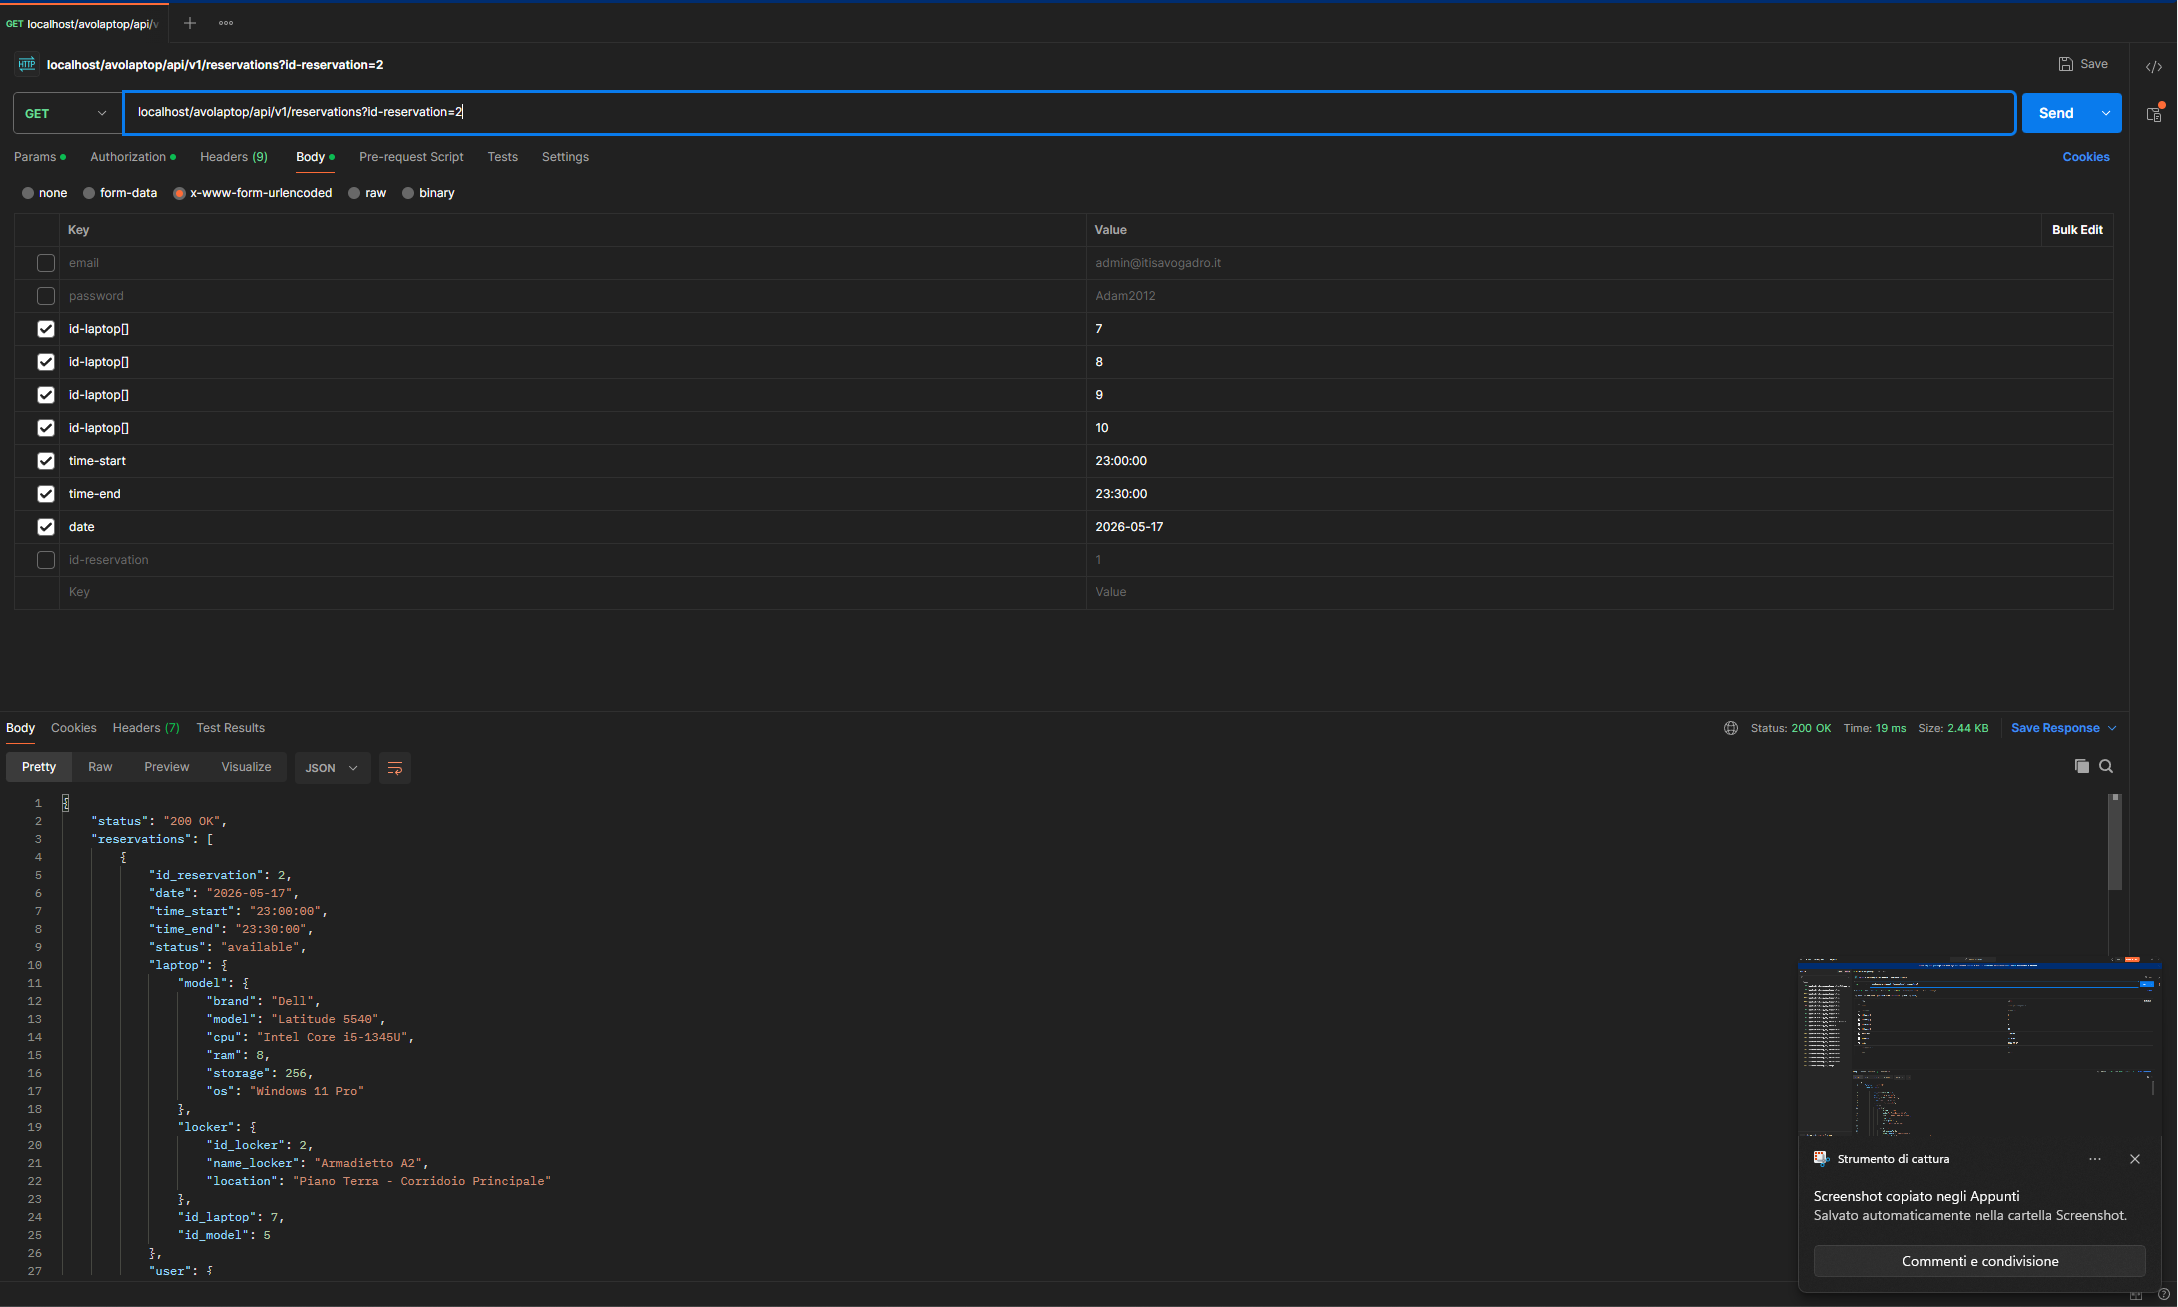 GET localhost/avolaptop/api/v
HTTP localhost/avolaptop/api/v1/reservations?id-reservation=2
Save
GET localhost/avolaptop/api/v1/reservations?id-reservation=2
Send
Params Authorization Headers (9) Body Pre-request Script Tests Settings Cookies
none form-data x-www-form-urlencoded raw binary
Key Value Bulk Edit
email admin@itisavogadro.it
password Adam2012
id-laptop[] 7
id-laptop[] 8
id-laptop[] 9
id-laptop[] 10
time-start 23:00:00
time-end 23:30:00
date 2026-05-17
id-reservation 1
Key Value
Body Cookies Headers (7) Test Results Status: 200 OK Time: 19 ms Size: 2.44 KB Save Response
Pretty Raw Preview Visualize JSON
1 {
2 "status": "200 OK",
3 "reservations": [
4 {
5 "id_reservation": 2,
6 "date": "2026-05-17",
7 "time_start": "23:00:00",
8 "time_end": "23:30:00",
9 "status": "available",
10 "laptop": {
11 "model": {
12 "brand": "Dell",
13 "model": "Latitude 5540",
14 "cpu": "Intel Core i5-1345U",
15 "ram": 8,
16 "storage": 256,
17 "os": "Windows 11 Pro"
18 },
19 "locker": {
20 "id_locker": 2,
21 "name_locker": "Armadietto A2",
22 "location": "Piano Terra - Corridoio Principale"
23 },
24 "id_laptop": 7,
25 "id_model": 5
26 },
27 "user": {
Strumento di cattura
Screenshot copiato negli Appunti
Salvato automaticamente nella cartella Screenshot.
Commenti e condivisione